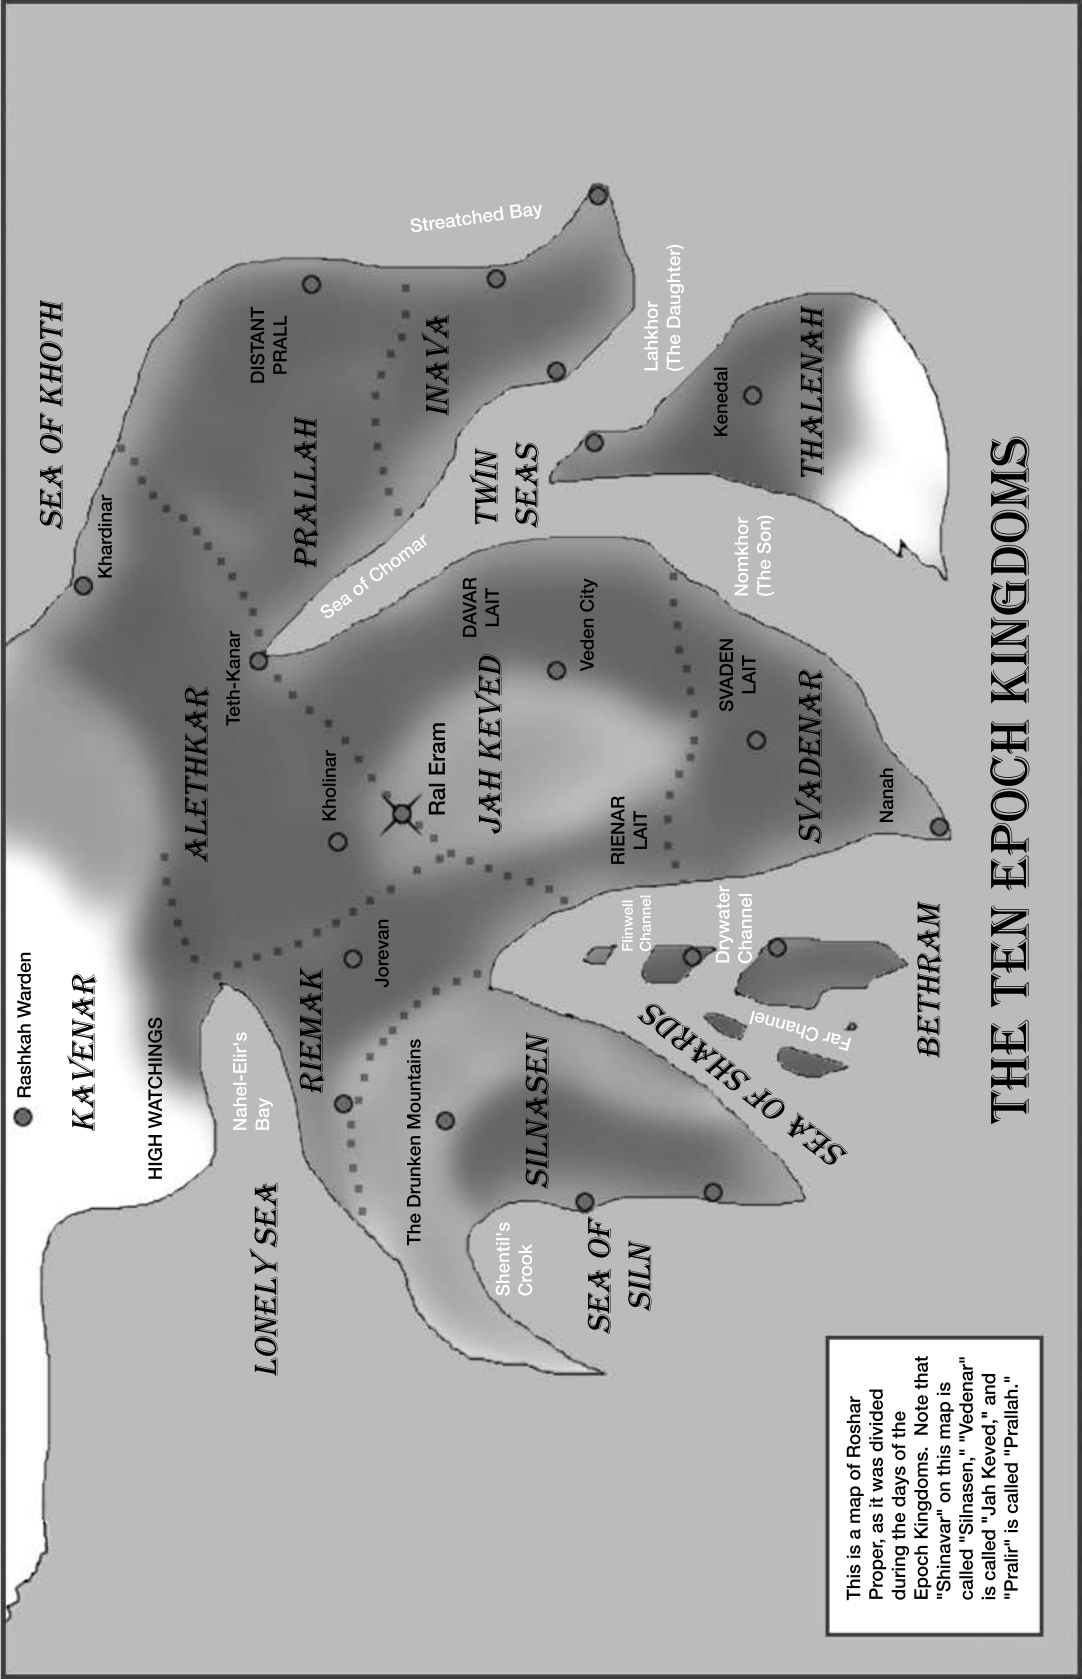 Rashkah Warden
KAVENAR
HIGH WATCHINGS
Nahel-Elir's
Bay
LONELY SEA
SEA OF KHOTH
Khardinar
ALETHKAR
Teth-Kanar
DISTANT
PRALL
PRALLAH
Streatched Bay
INAVA
Sea of Chomar
TWIN
SEAS
Kholinar
Ral Eram
RIEMAK
Jorevan
The Drunken Mountains
SILNASEN
Shentil's
Crook
SEA OF
SILN
DAVAR
LAIT
JAH KEVED
Veden City
RIENAR
LAIT
Lahkhor
(The Daughter)
Kenedal
THALENAH
Nomkhor
(The Son)
SVADEN
LAIT
SVADENAR
Nanah
Flinwell
Channel
Drywater
Channel
Far Channel
SEA OF SHARDS
BETHRAM
THE TEN EPOCH KINGDOMS
This is a map of Roshar
Proper, as it was divided
during the days of the
Epoch Kingdoms.  Note that
"Shinavar" on this map is
called "Silnasen," "Vedenar"
is called "Jah Keved," and
"Pralir" is called "Prallah."